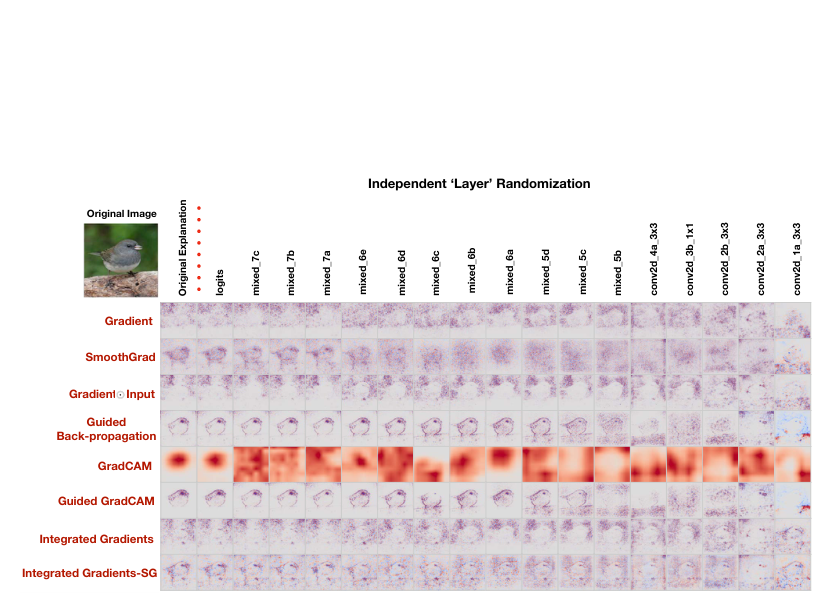 Independent ‘Layer’ Randomization
Original Image
Original Explanation
logits
mixed_7c
mixed_7b
mixed_7a
mixed_6e
mixed_6d
mixed_6c
mixed_6b
mixed_6a
mixed_5d
mixed_5c
mixed_5b
conv2d_4a_3x3
conv2d_3b_1x1
conv2d_2b_3x3
conv2d_2a_3x3
conv2d_1a_3x3
Gradient
SmoothGrad
Gradient⊙Input
Guided
Back-propagation
GradCAM
Guided GradCAM
Integrated Gradients
Integrated Gradients-SG